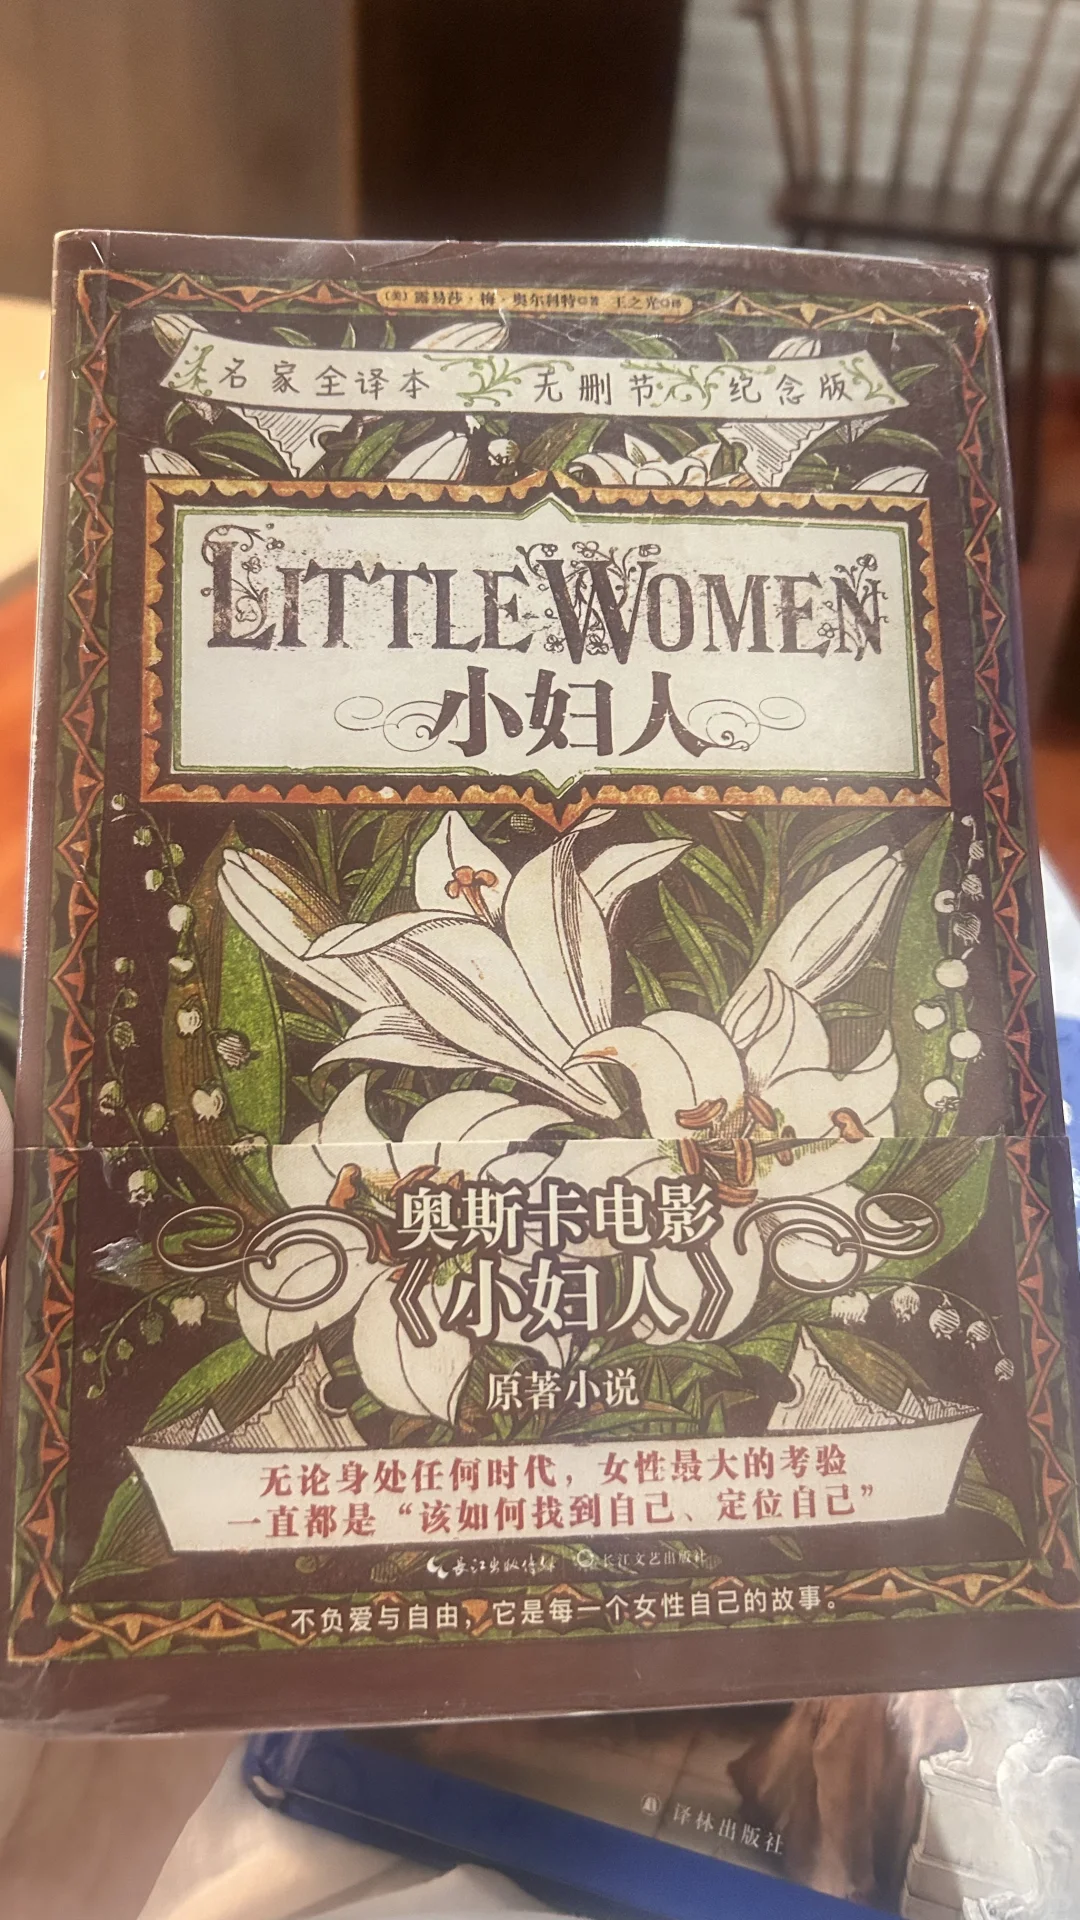 (美)露易莎·梅·奥尔科特◎著 王之光◎译
名家全译本 无删节 纪念版
LITTLE WOMEN
小妇人
奥斯卡电影
《小妇人》
原著小说
无论身处任何时代，女性最大的考验
一直都是“该如何找到自己、定位自己”
长江出版传媒 长江文艺出版社
不负爱与自由，它是每一个女性自己的故事。
译林出版社